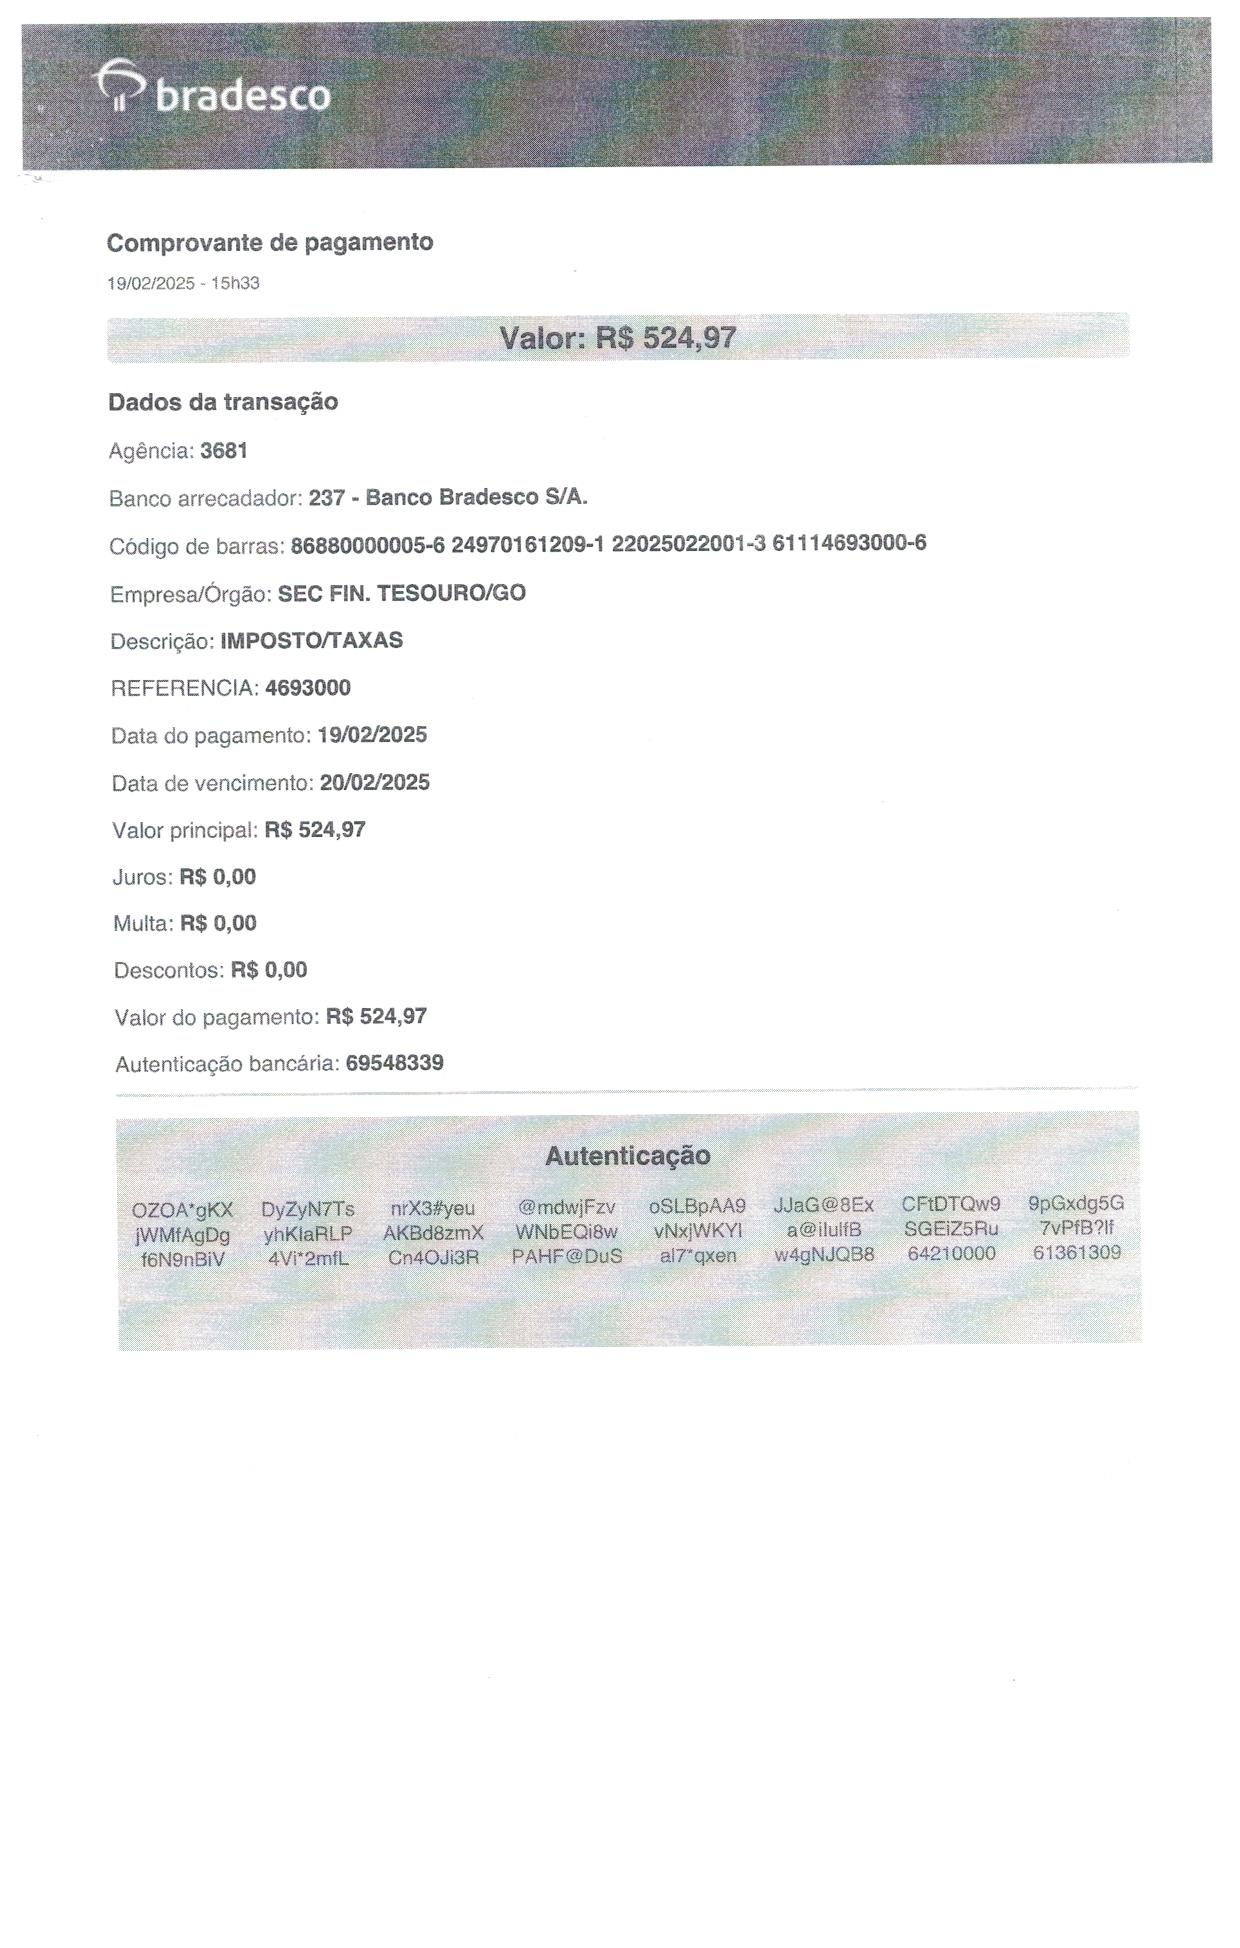 bradesco
Comprovante de pagamento
19/02/2025 - 15h33
Valor: R$ 524,97
Dados da transação
Agência: 3681
Banco arrecadador: 237 - Banco Bradesco S/A.
Código de barras: 86880000005-6 24970161209-1 22025022001-3 61114693000-6
Empresa/Órgão: SEC FIN. TESOURO/GO
Descrição: IMPOSTO/TAXAS
REFERENCIA: 4693000
Data do pagamento: 19/02/2025
Data de vencimento: 20/02/2025
Valor principal: R$ 524,97
Juros: R$ 0,00
Multa: R$ 0,00
Descontos: R$ 0,00
Valor do pagamento: R$ 524,97
Autenticação bancária: 69548339
Autenticação
OZOA*gKX DyZyN7Ts nrX3#yeu @mdwjFzv oSLBpAA9 JJaG@8Ex CFtDTQw9 9pGxdg5G
jWMfAgDg yhKlaRLP AKBd8zmX WNbEQi8w vNxjWKYl a@iluIfB SGEiZ5Ru 7vPfB?lf
f6N9nBiV 4Vi*2mfL Cn4OJi3R PAHF@DuS al7*qxen w4gNJQB8 64210000 61361309